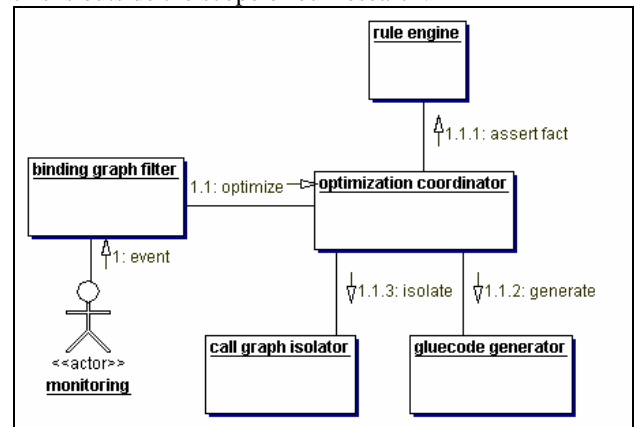 rule engine
1.1.1: assert fact
binding graph filter
1.1: optimize
optimization coordinator
1: event
1.1.3: isolate
1.1.2: generate
<<actor>>
monitoring
call graph isolator
gluecode generator